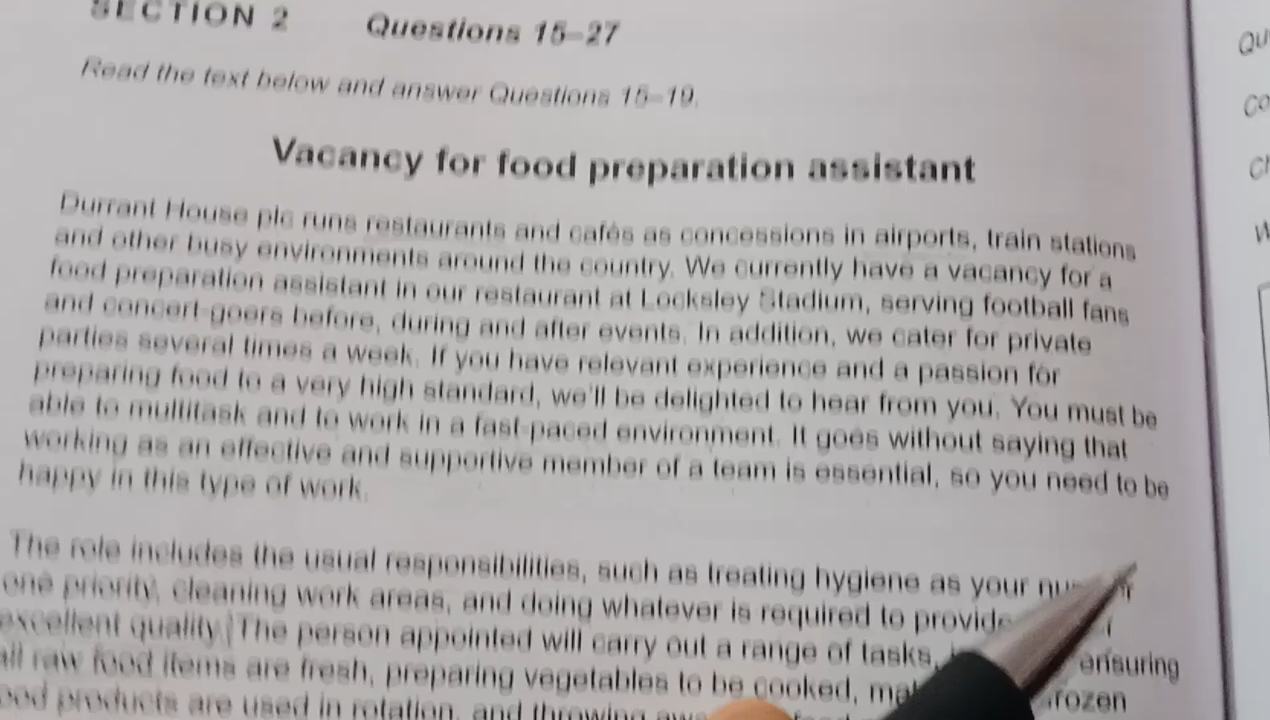 SECTION 2 Questions 15–27
Read the text below and answer Questions 15–19.
Vacancy for food preparation assistant
Durrant House plc runs restaurants and cafés as concessions in airports, train stations
and other busy environments around the country. We currently have a vacancy for a
food preparation assistant in our restaurant at Locksley Stadium, serving football fans
and concert-goers before, during and after events. In addition, we cater for private
parties several times a week. If you have relevant experience and a passion for
preparing food to a very high standard, we'll be delighted to hear from you. You must be
able to multitask and to work in a fast-paced environment. It goes without saying that
working as an effective and supportive member of a team is essential, so you need to be
happy in this type of work.
The role includes the usual responsibilities, such as treating hygiene as your
one priority, cleaning work areas, and doing whatever is required to provide
excellent quality. The person appointed will carry out a range of tasks, ensuring
all raw food items are fresh, preparing vegetables to be cooked, frozen
food products are used in rotation, and throwing